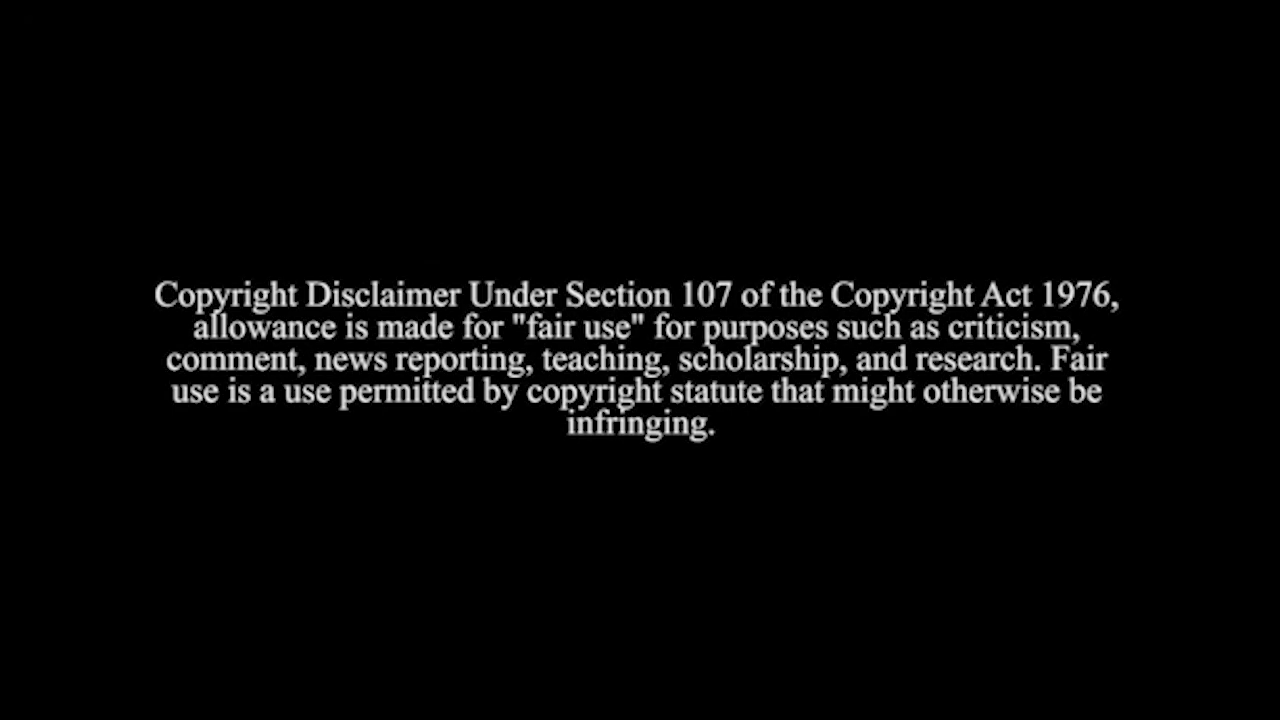 Copyright Disclaimer Under Section 107 of the Copyright Act 1976,
allowance is made for "fair use" for purposes such as criticism,
comment, news reporting, teaching, scholarship, and research. Fair
use is a use permitted by copyright statute that might otherwise be
infringing.